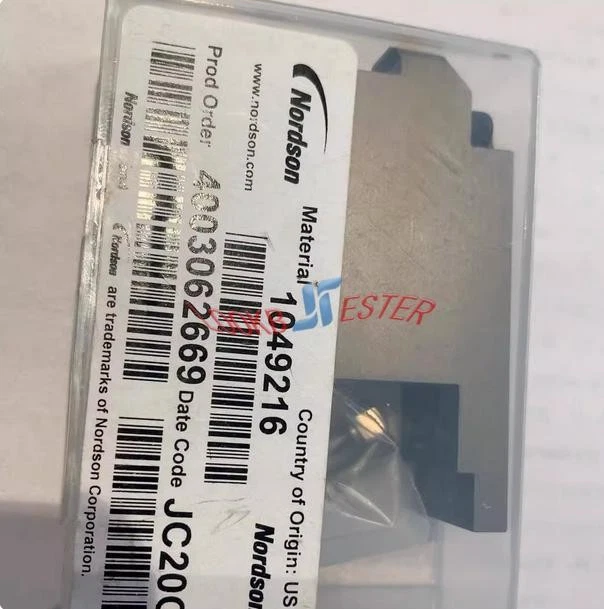 Nordson
www.nordson.com
Material 1049216
Country of Origin: US
Prod Order 4003062669
Date Code JC20
Nordson
Nordson
Nordson
are trademarks of Nordson Corporation.
ESTER